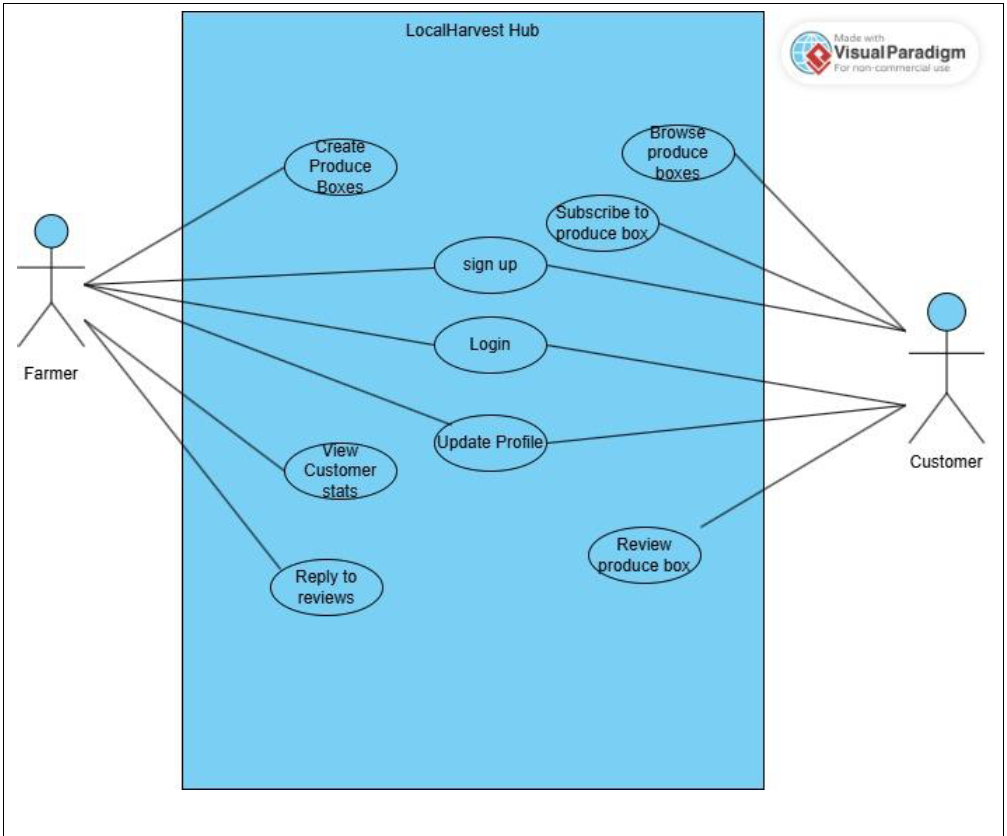 LocalHarvest Hub
Made with
Visual Paradigm
For non-commercial use
Create
Produce
Boxes
Browse
produce
boxes
Subscribe to
produce box
sign up
Login
Farmer
Update Profile
Customer
View
Customer
stats
Review
produce box
Reply to
reviews